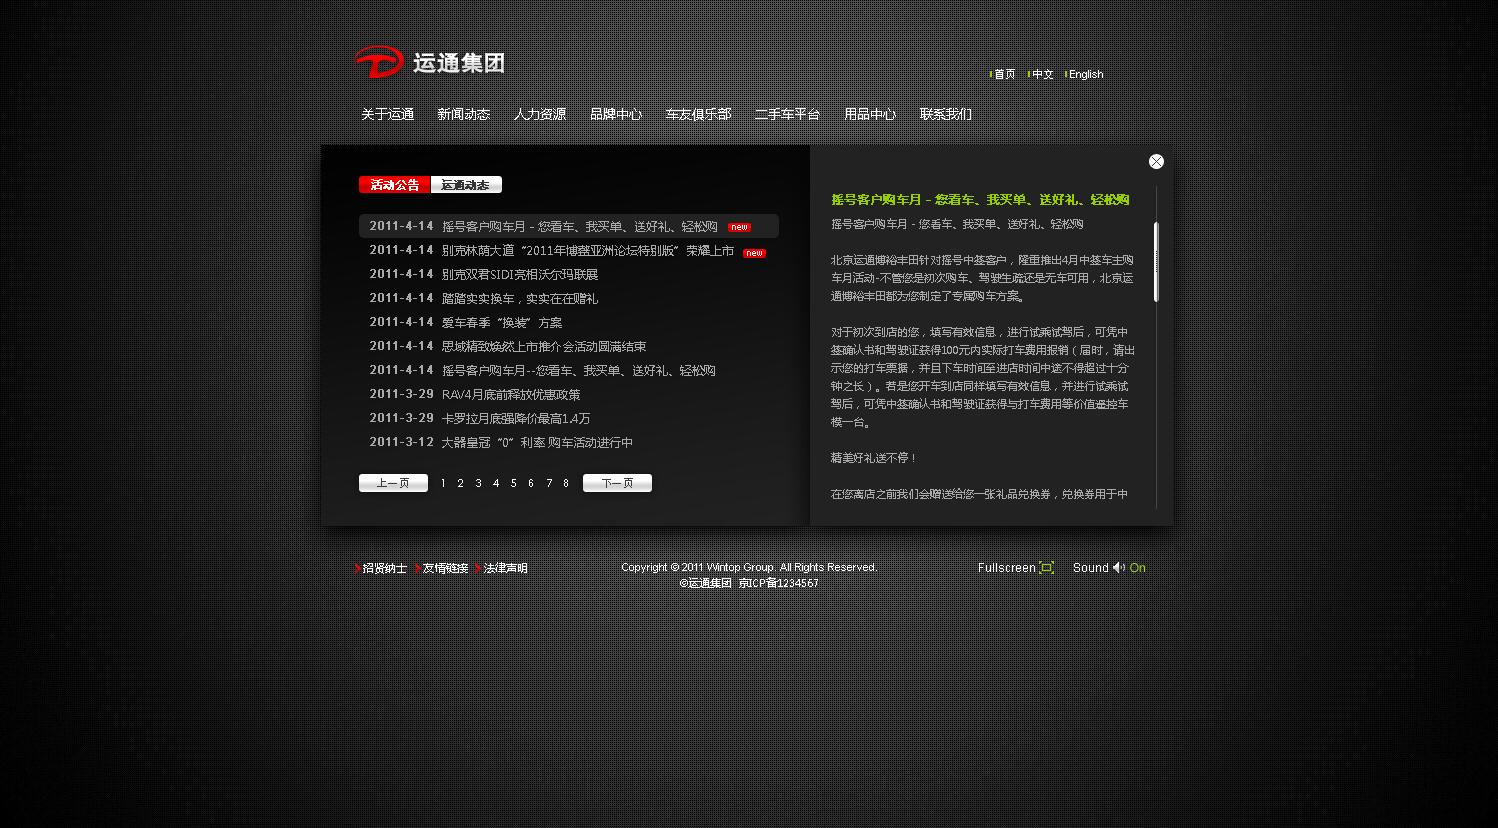 运通集团
首页 中文 English
关于运通 新闻动态 人力资源 品牌中心 车友俱乐部 二手车平台 用品中心 联系我们
活动公告 运通动态
2011-4-14 摇号客户购车月 - 您看车、我买单、送好礼、轻松购 new
2011-4-14 别克林荫大道“2011年博鳌亚洲论坛特别版”荣耀上市 new
2011-4-14 别克双君SIDI亮相沃尔玛联展
2011-4-14 踏踏实实换车，实实在在赠礼
2011-4-14 爱车春季“换装”方案
2011-4-14 思域精致焕然上市推介会活动圆满结束
2011-4-14 摇号客户购车月--您看车、我买单、送好礼、轻松购
2011-3-29 RAV4月底前释放优惠政策
2011-3-29 卡罗拉月底强降价最高1.4万
2011-3-12 大器皇冠“0”利率 购车活动进行中
上一页 1 2 3 4 5 6 7 8 下一页
摇号客户购车月 - 您看车、我买单、送好礼、轻松购
摇号客户购车月 - 您看车、我买单、送好礼、轻松购
北京运通博裕丰田针对摇号中签客户，隆重推出4月中签车主购
车月活动-不管您是初次购车、驾驶生疏还是无车可用，北京运
通博裕丰田都为您制定了专属购车方案。
对于初次到店的您，填写有效信息，进行试乘试驾后，可凭中
签确认书和驾驶证获得100元内实际打车费用报销（届时，请出
示您的打车票据，并且下车时间至进店时间中途不得超过十分
钟之长）。若是您开车到店同样填写有效信息，并进行试乘试
驾后，可凭中签确认书和驾驶证获得与打车费用等价值遥控车
模一台。
精美好礼送不停！
在您离店之前我们会赠送给您一张礼品兑换券，兑换券用于中
招贤纳士 友情链接 法律声明
Copyright © 2011 Wintop Group. All Rights Reserved.
©运通集团 京ICP备1234567
Fullscreen Sound On